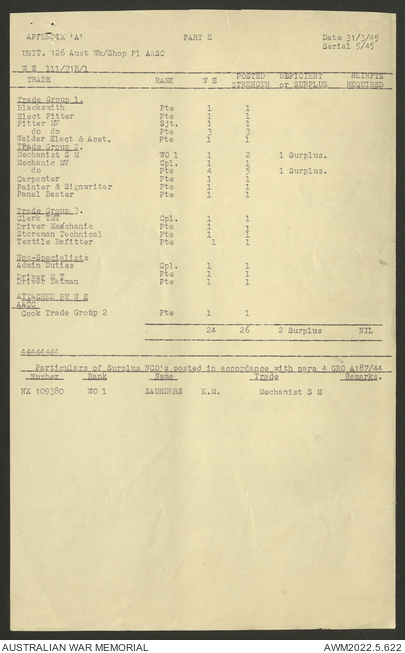 APPENDIX 'A' PART E Date 31/3/45
Serial 5/45
UNIT. 126 Aust Wk/Shop Pl AASC
W E 111/21B/1
TRADE RANK W E POSTED STRENGTH DEFICIENT or SURPLUS REINFTS REQUIRED
Trade Group 1.
Blacksmith Pte 1 1
Elect Fitter Pte 1 1
Fitter MV Sjt. 1 1
do do Pte 3 3
Welder Elect & Acet. Pte 1 1
Trade Group 2.
Mechanist S M WO 1 1 2 1 Surplus.
Mechanic MV Cpl. 1 1
do Pte 4 5 1 Surplus.
Carpenter Pte 1 1
Painter & Signwriter Pte 1 1
Panel Beater Pte 1 1
Trade Group 3.
Clerk TMT Cpl. 1 1
Driver Mechanic Pte 1 1
Storeman Technical Pte 1 1
Textile Refitter Pte 1 1
Non-Specialists
Admin Duties Cpl. 1 1
Driver M T Pte 1 1
Driver Batman Pte 1 1
ATTACHED BY W E
AACC
Cook Trade Group 2 Pte 1 1
24 26 2 Surplus NIL
Particulars of Surplus NCO's posted in accordance with para 4 GRO A187/44
Number Rank Name Trade Remarks.
NX 109380 WO 1 SAUNDERS K.M. Mechanist S M
AUSTRALIAN WAR MEMORIAL AWM2022.5.622